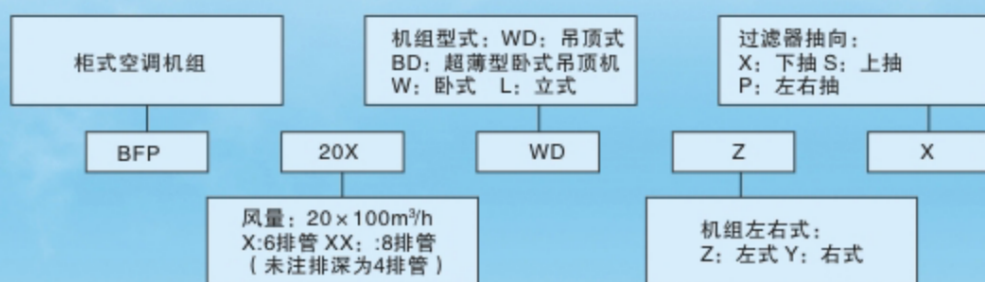 柜式空调机组
机组型式：WD：吊顶式
BD：超薄型卧式吊顶机
W：卧式 L：立式
过滤器抽向：
X：下抽 S：上抽
P：左右抽
BFP
20X
WD
Z
X
风量：20×100m³/h
X:6排管 XX：:8排管
（未注排深为4排管）
机组左右式：
Z：左式 Y：右式